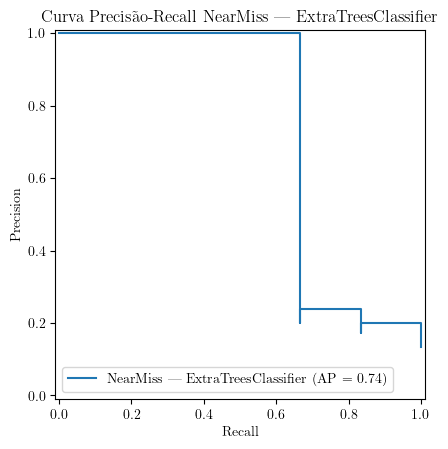 Curva Precisão-Recall NearMiss — ExtraTreesClassifier
1.0
0.8
0.6
0.4
0.2
0.0
Precision
NearMiss — ExtraTreesClassifier (AP = 0.74)
0.0 0.2 0.4 0.6 0.8 1.0
Recall